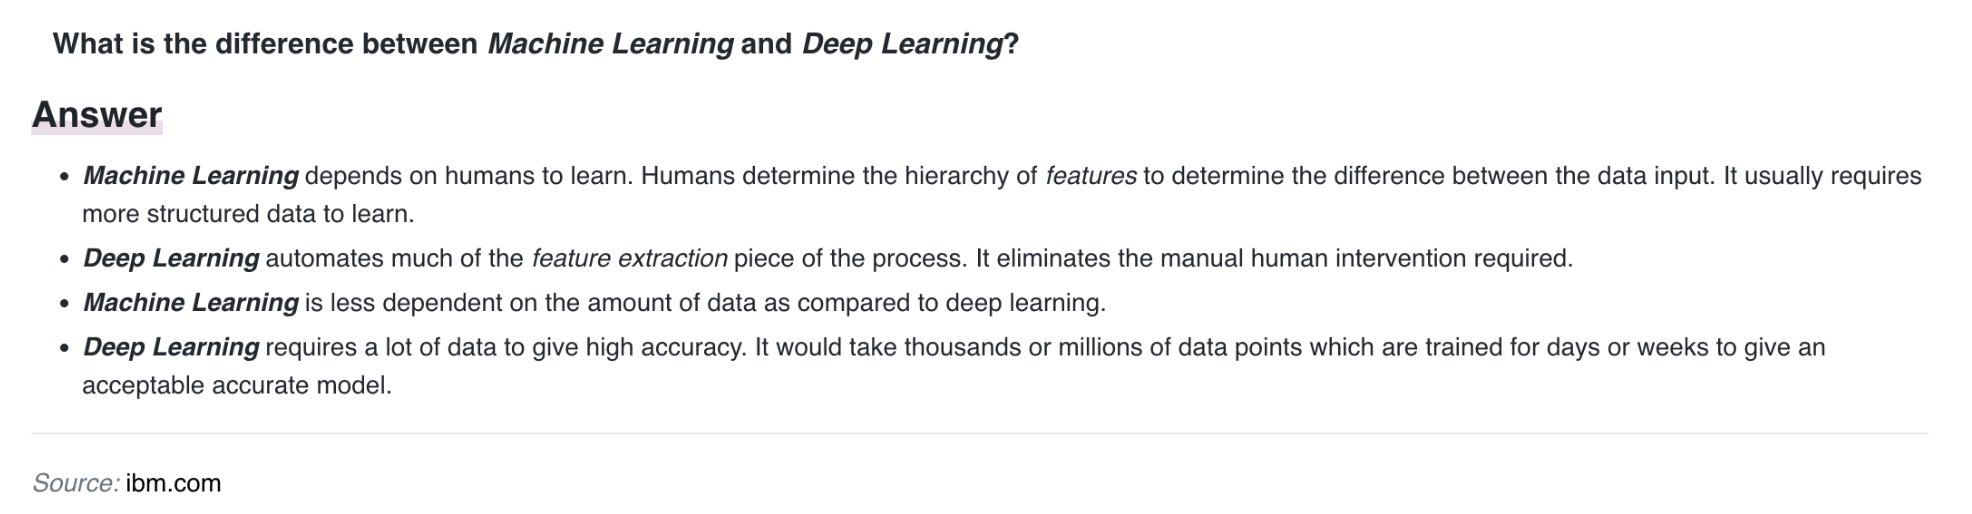 What is the difference between Machine Learning and Deep Learning?
Answer
• Machine Learning depends on humans to learn. Humans determine the hierarchy of features to determine the difference between the data input. It usually requires
more structured data to learn.
• Deep Learning automates much of the feature extraction piece of the process. It eliminates the manual human intervention required.
• Machine Learning is less dependent on the amount of data as compared to deep learning.
• Deep Learning requires a lot of data to give high accuracy. It would take thousands or millions of data points which are trained for days or weeks to give an
acceptable accurate model.
Source: ibm.com